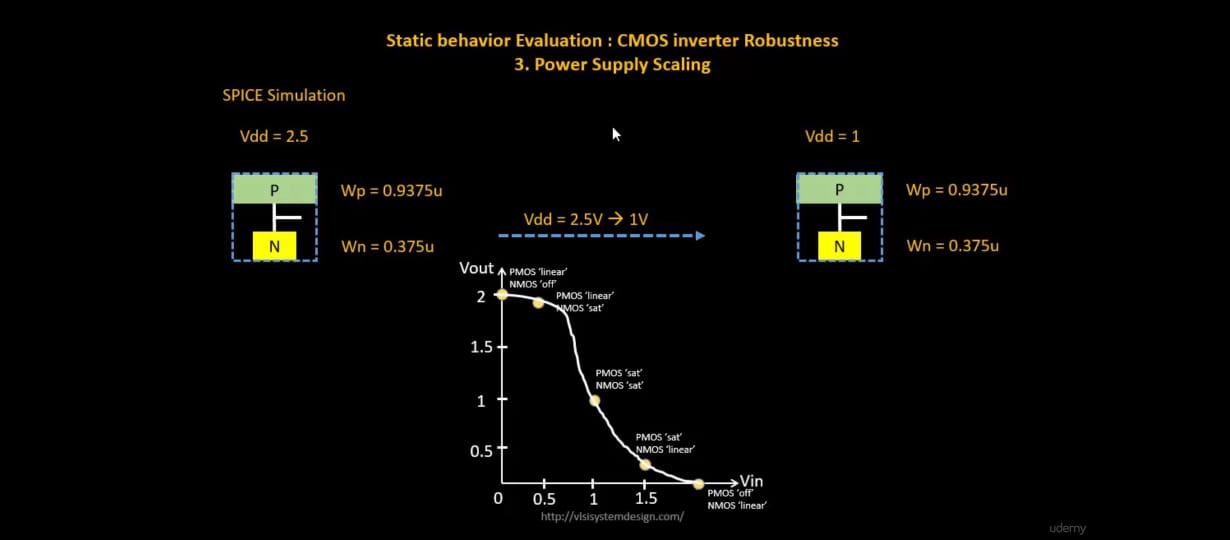 Static behavior Evaluation : CMOS inverter Robustness
3. Power Supply Scaling
SPICE Simulation
Vdd = 2.5
Vdd = 1
P
Wp = 0.9375u
N
Wn = 0.375u
Vdd = 2.5V → 1V
P
Wp = 0.9375u
N
Wn = 0.375u
Vout
PMOS 'linear'
NMOS 'off'
2
PMOS 'linear'
NMOS 'sat'
1.5
PMOS 'sat'
NMOS 'sat'
1
PMOS 'sat'
NMOS 'linear'
0.5
Vin
PMOS 'off'
NMOS 'linear'
0 0.5 1 1.5
http://vlsisystemdesign.com/
udemy